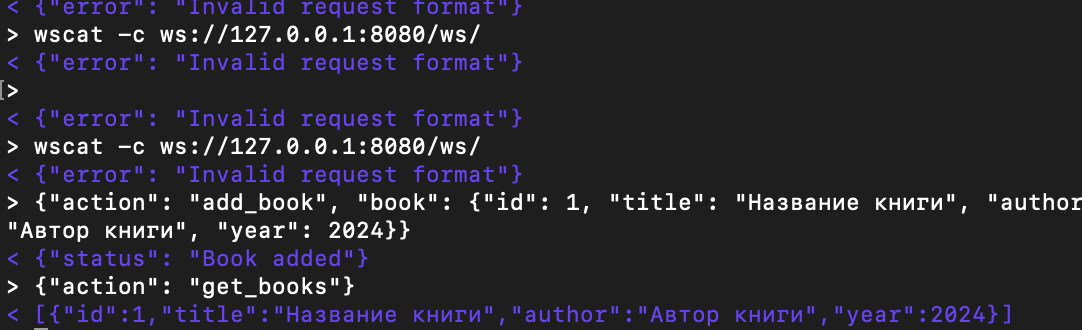 < {"error": "Invalid request format"}
> wscat -c ws://127.0.0.1:8080/ws/
< {"error": "Invalid request format"}
[>
< {"error": "Invalid request format"}
> wscat -c ws://127.0.0.1:8080/ws/
< {"error": "Invalid request format"}
> {"action": "add_book", "book": {"id": 1, "title": "Название книги", "author
"Автор книги", "year": 2024}}
< {"status": "Book added"}
> {"action": "get_books"}
< [{"id":1,"title":"Название книги","author":"Автор книги","year":2024}]